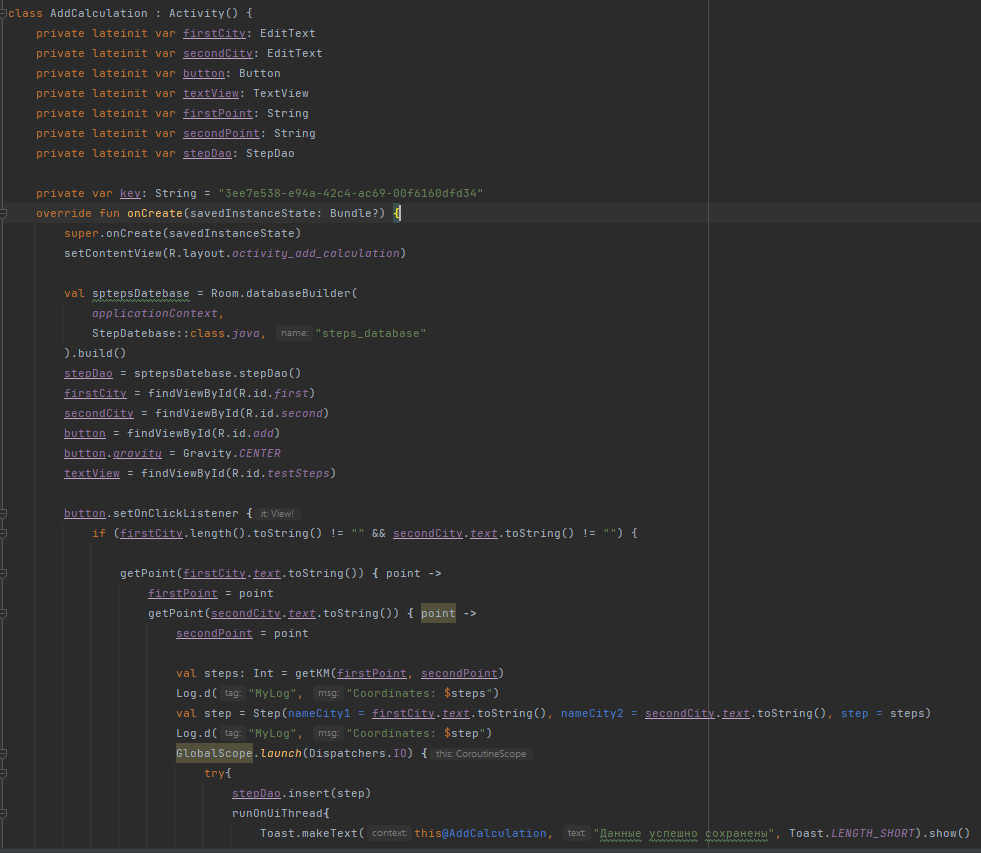 class AddCalculation : Activity() {
private lateinit var firstCity: EditText
private lateinit var secondCity: EditText
private lateinit var button: Button
private lateinit var textView: TextView
private lateinit var firstPoint: String
private lateinit var secondPoint: String
private lateinit var stepDao: StepDao
private var key: String = "3ee7e538-e94a-42c4-ac69-00f6160dfd34"
override fun onCreate(savedInstanceState: Bundle?) {
super.onCreate(savedInstanceState)
setContentView(R.layout.activity_add_calculation)
val sptepsDatebase = Room.databaseBuilder(
applicationContext,
StepDatebase::class.java, name: "steps_database"
).build()
stepDao = sptepsDatebase.stepDao()
firstCity = findViewById(R.id.first)
secondCity = findViewById(R.id.second)
button = findViewById(R.id.add)
button.gravity = Gravity.CENTER
textView = findViewById(R.id.testSteps)
button.setOnClickListener { it: View!
if (firstCity.length().toString() != "" && secondCity.text.toString() != "") {
getPoint(firstCity.text.toString()) { point ->
firstPoint = point
getPoint(secondCity.text.toString()) { point ->
secondPoint = point
val steps: Int = getKM(firstPoint, secondPoint)
Log.d( tag: "MyLog", msg: "Coordinates: $steps")
val step = Step(nameCity1 = firstCity.text.toString(), nameCity2 = secondCity.text.toString(), step = steps)
Log.d( tag: "MyLog", msg: "Coordinates: $step")
GlobalScope.launch(Dispatchers.IO) { this: CoroutineScope
try{
stepDao.insert(step)
runOnUiThread{
Toast.makeText( context: this@AddCalculation, text: "Данные успешно сохранены", Toast.LENGTH_SHORT).show()